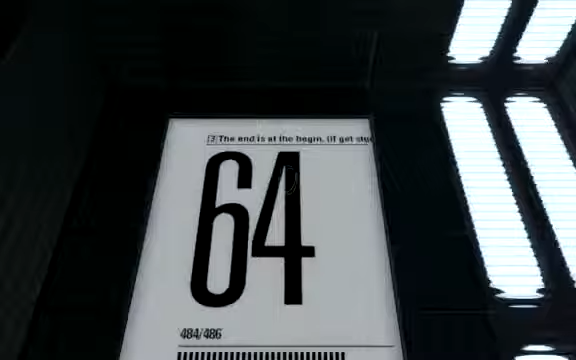 The end is at the begin. (if get
64
484/486